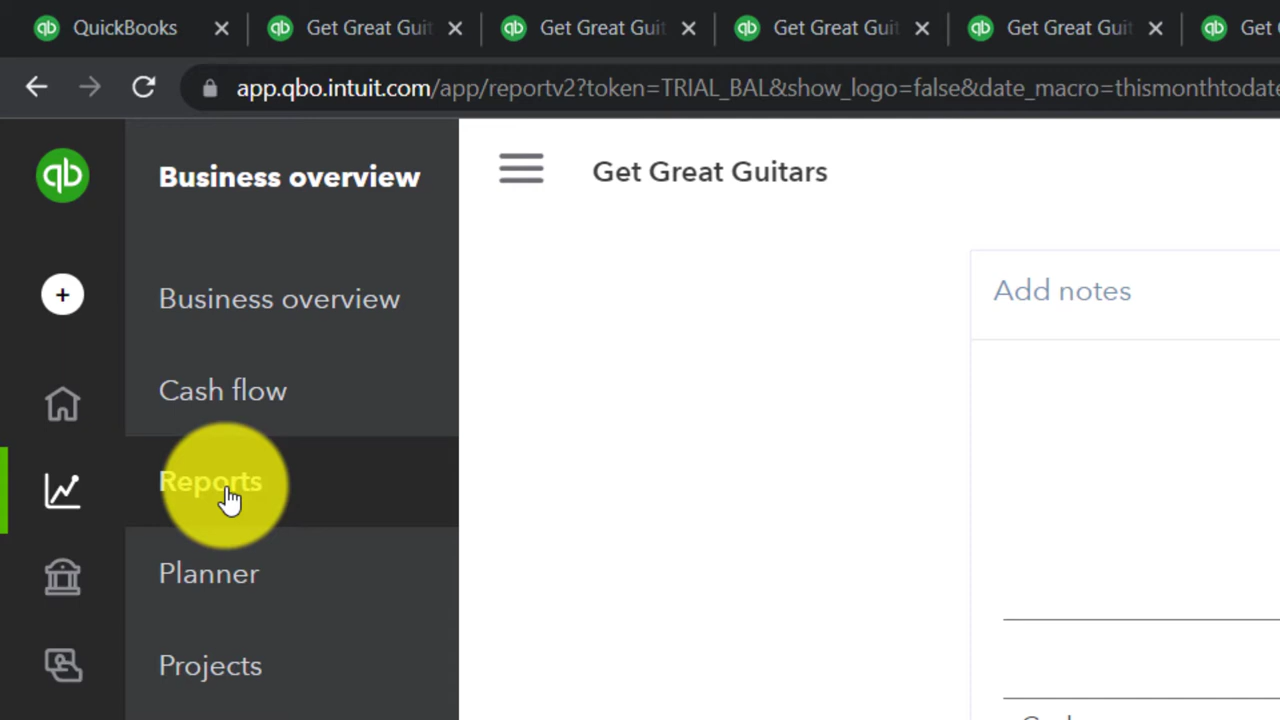 QuickBooks
Get Great Guit
Get Great Guit
Get Great Guit
Get Great Guit
Get
app.qbo.intuit.com/app/reportv2?token=TRIAL_BAL&show_logo=false&date_macro=thismonthtodate
qb
Business overview
Get Great Guitars
Business overview
Add notes
Cash flow
Reports
Planner
Projects